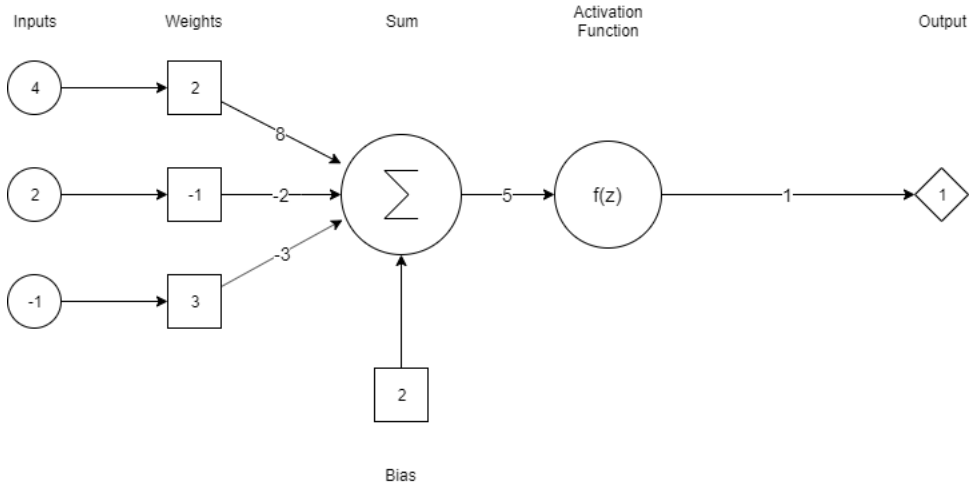 Inputs
Weights
Sum
Activation
Function
Output
4
2
8
2
-1
-2
∑
5
f(z)
1
1
-1
3
-3
2
Bias